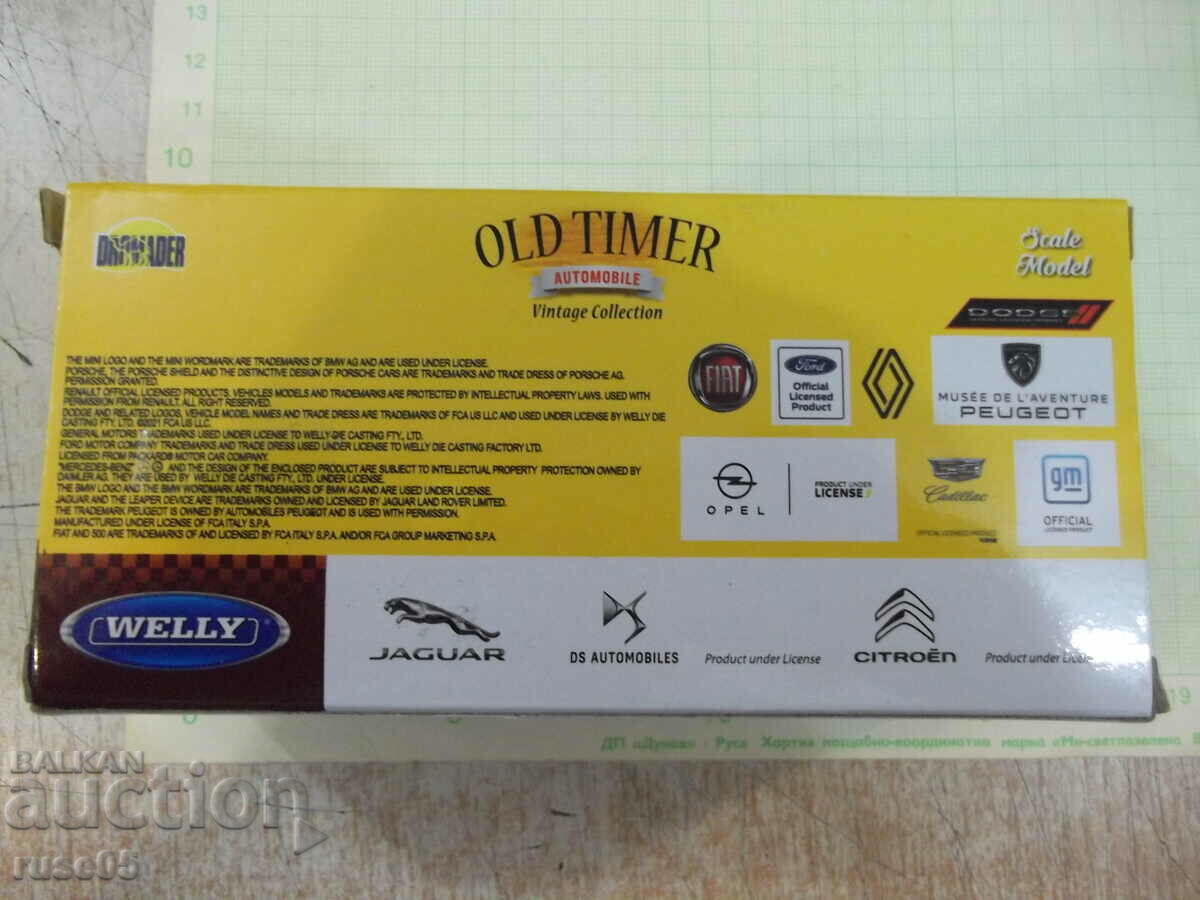 13
12
11
10
DROMADER
OLD TIMER
AUTOMOBILE
Vintage Collection
Scale
Model
THE MINI LOGO AND THE MINI WORDMARK ARE TRADEMARKS OF BMW AG AND ARE USED UNDER LICENSE.
PORSCHE, THE PORSCHE SHIELD AND THE DISTINCTIVE DESIGN OF PORSCHE CARS ARE TRADEMARKS AND TRADE DRESS OF PORSCHE AG.
PERMISSION GRANTED.
RENAULT OFFICIAL LICENSED PRODUCTS, VEHICLES MODELS AND TRADEMARKS ARE PROTECTED BY INTELLECTUAL PROPERTY LAWS. USED WITH
PERMISSION FROM RENAULT ALL RIGHT RESERVED.
DODGE AND RELATED LOGOS, VEHICLE MODEL NAMES AND TRADE DRESS ARE TRADEMARKS OF FCA US LLC AND USED UNDER LICENSE BY WELLY DIE
CASTING FTY., LTD. ©2021 FCA US LLC.
GENERAL MOTORS TRADEMARKS USED UNDER LICENSE TO WELLY DIE CASTING FTY., LTD.
FORD MOTOR COMPANY TRADEMARKS AND TRADE DRESS USED UNDER LICENSE TO WELLY DIE CASTING FACTORY LTD.
LICENSED FROM PACKARD® MOTOR CAR COMPANY.
"MERCEDES-BENZ" AND THE DESIGN OF THE ENCLOSED PRODUCT ARE SUBJECT TO INTELLECTUAL PROPERTY PROTECTION OWNED BY
DAIMLER AG. THEY ARE USED BY WELLY DIE CASTING FTY., LTD. UNDER LICENSE.
THE BMW LOGO AND THE BMW WORDMARK ARE TRADEMARKS OF BMW AG AND ARE USED UNDER LICENSE.
JAGUAR AND THE LEAPER DEVICE ARE TRADEMARKS OWNED AND LICENSED BY JAGUAR LAND ROVER LIMITED.
THE TRADEMARK PEUGEOT IS OWNED BY AUTOMOBILES PEUGEOT AND IS USED WITH PERMISSION.
MANUFACTURED UNDER LICENSE OF FCA ITALY S.P.A.
FIAT AND 500 ARE TRADEMARKS OF AND LICENSED BY FCA ITALY S.P.A. AND/OR FCA GROUP MARKETING S.P.A.
DODGE
FIAT
Ford
Official
Licensed
Product
MUSÉE DE L'AVENTURE
PEUGEOT
OPEL
PRODUCT UNDER
LICENSE
Cadillac
OFFICIAL LICENSED PRODUCT
gm
OFFICIAL
LICENSED PRODUCT
WELLY
JAGUAR
DS AUTOMOBILES
Product under License
CITROËN
Product under License
19
ДП «Дунав» - Русе Хартия мащабно-координатна марка «Мн-светлозелено
BALKAN
auction
ruse05